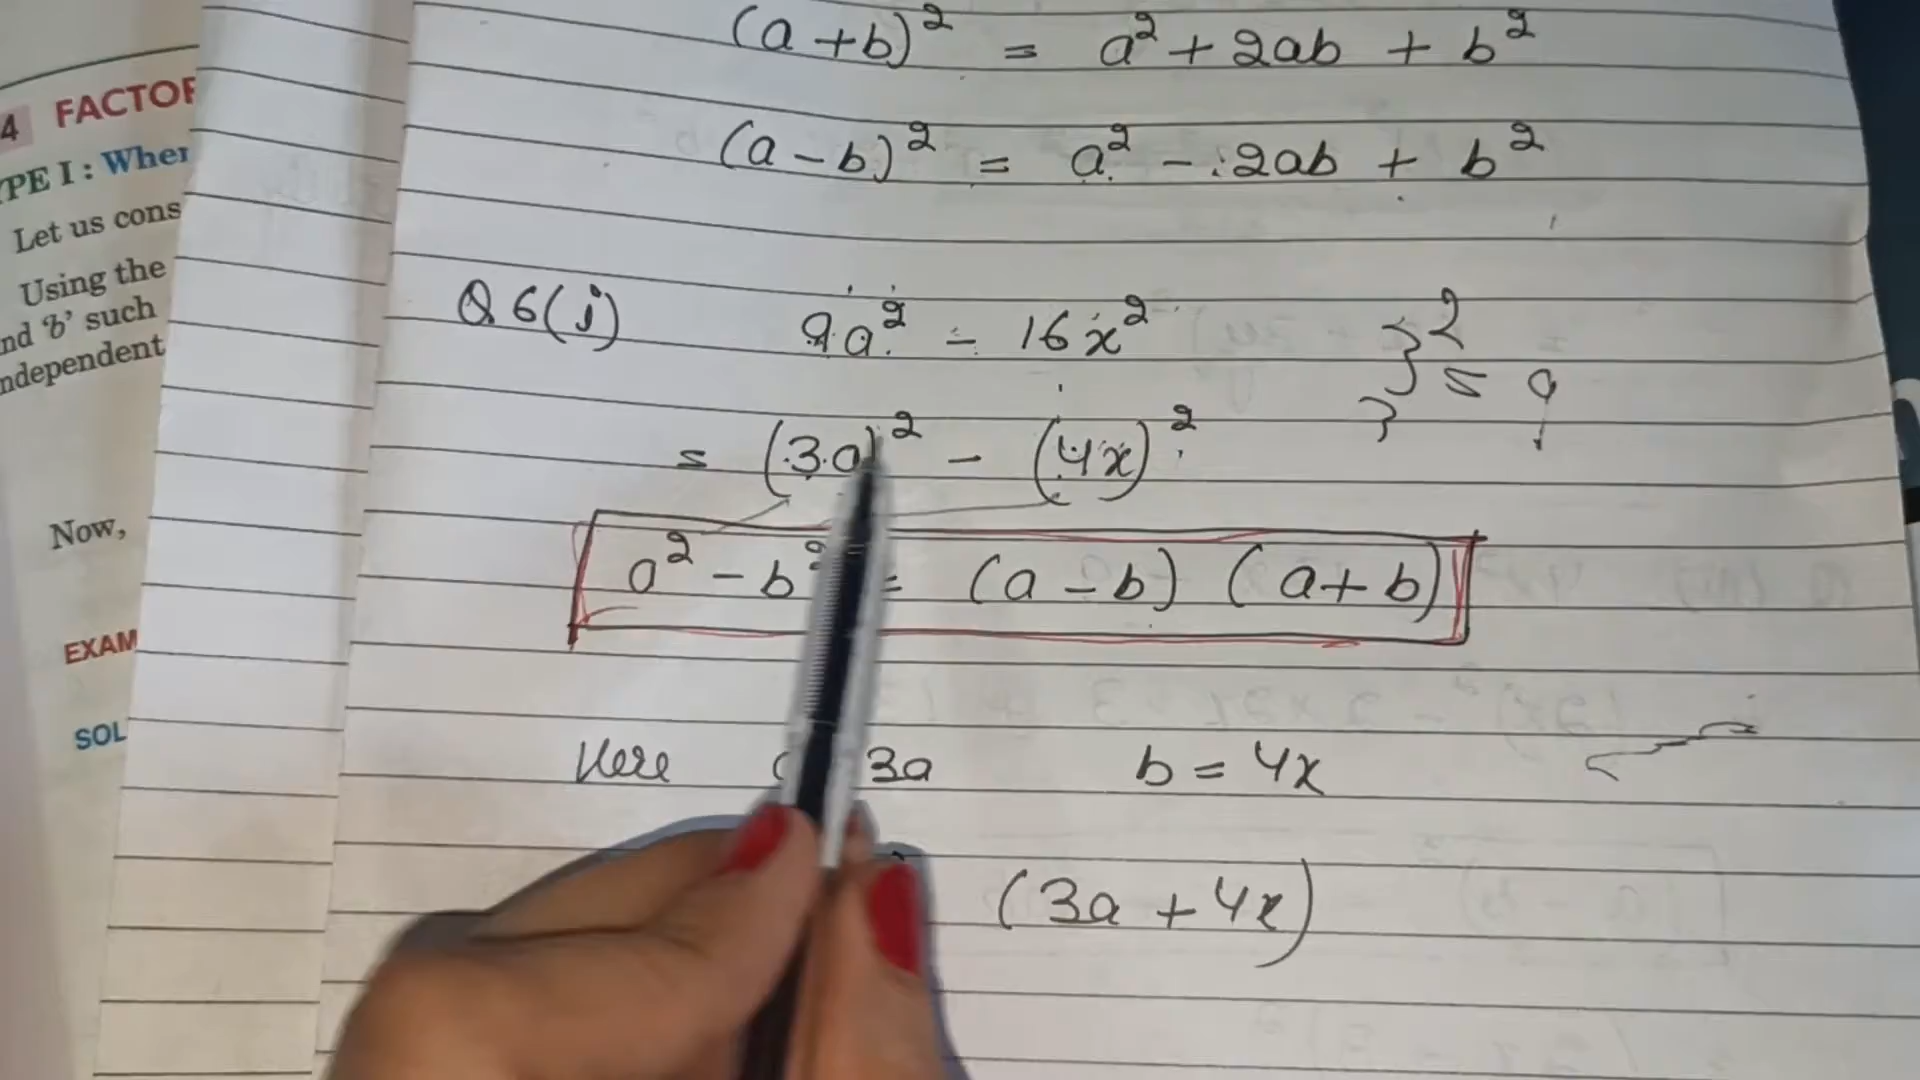 (a+b)² = a² + 2ab + b²
(a-b)² = a² - 2ab + b²
4 FACTOR
PE I : When
Let us cons
Using the
nd 'b' such
ndependent
Now,
EXAM
SOL
Q6(i) 9a² - 16x²
= (3a)² - (4x)²
a² - b² = (a-b) (a+b)
Here 3a b = 4x
(3a + 4x)